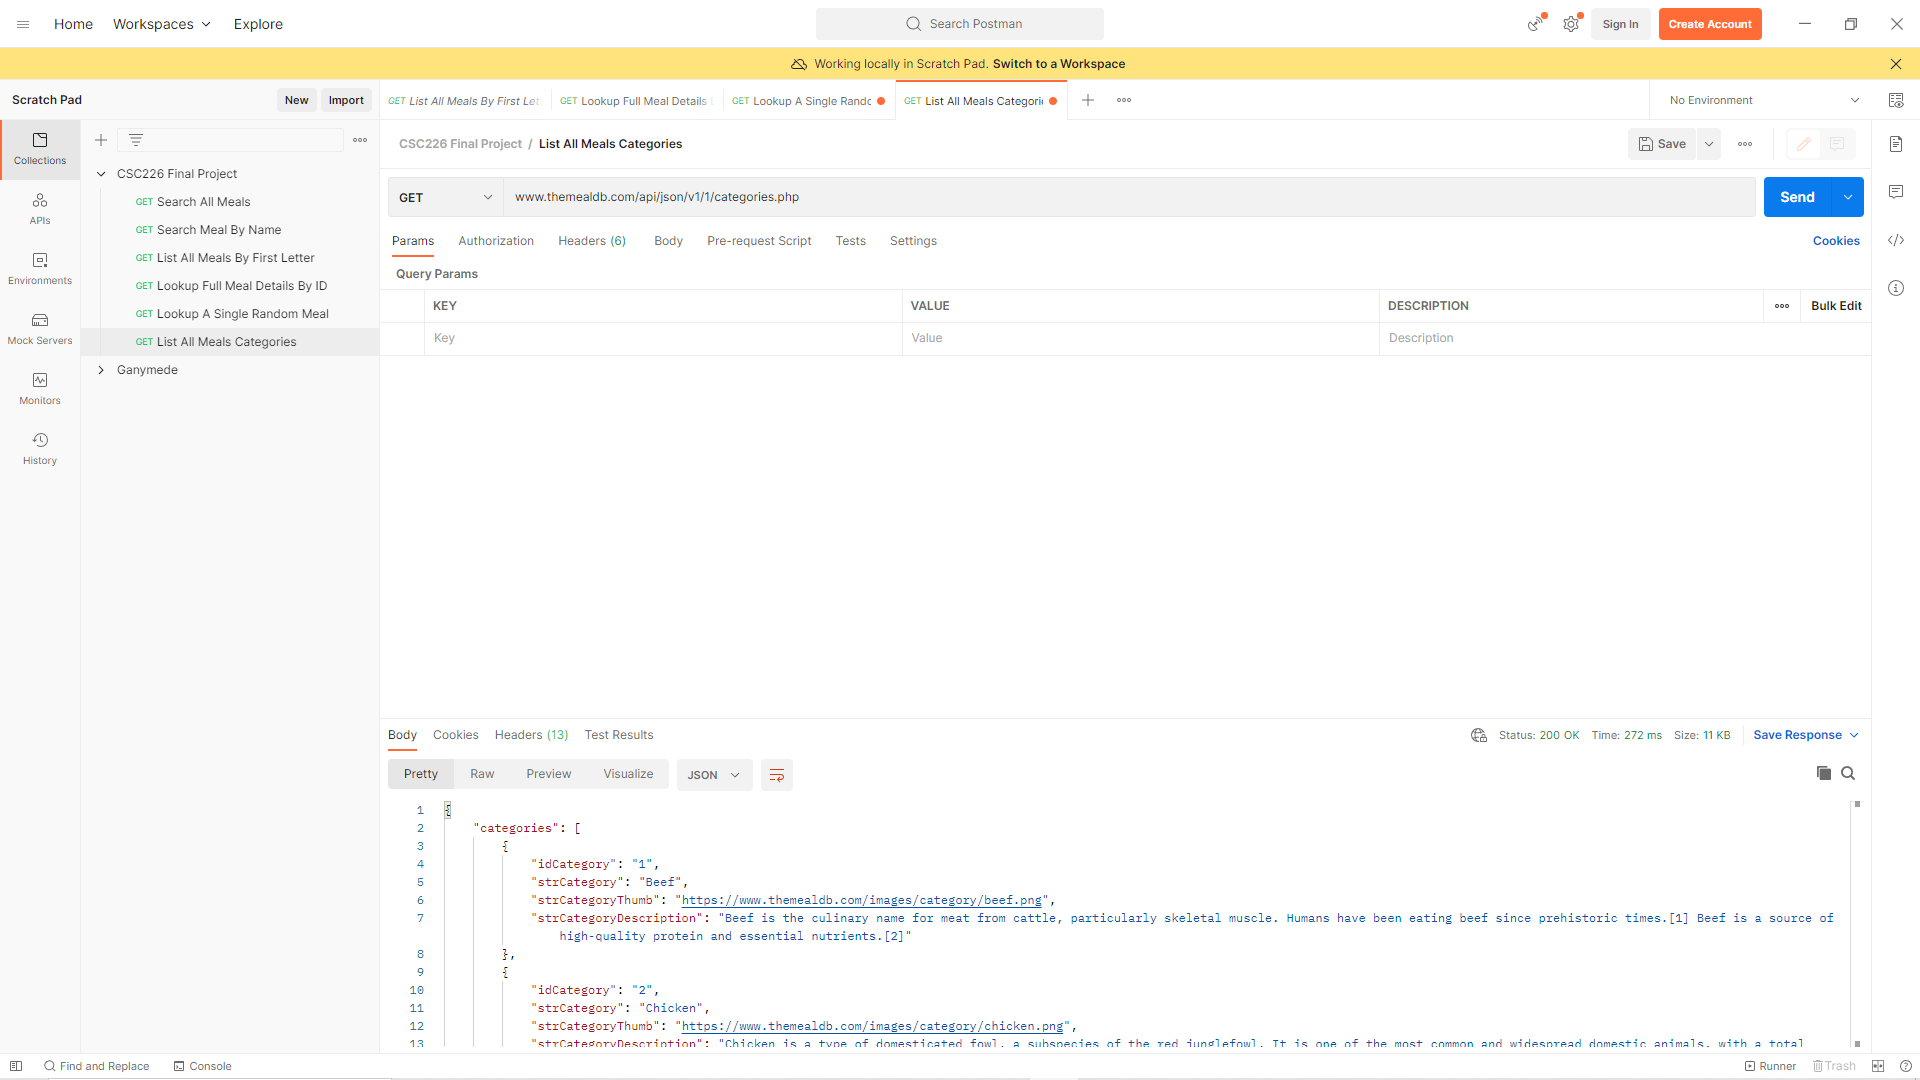 Home
Workspaces
Explore
Search Postman
Sign In
Create Account
Working locally in Scratch Pad. Switch to a Workspace
Scratch Pad
New
Import
GET List All Meals By First Let
GET Lookup Full Meal Details
GET Lookup A Single Rando
GET List All Meals Categori
No Environment
Collections
APIs
Environments
Mock Servers
Monitors
History
CSC226 Final Project
GET Search All Meals
GET Search Meal By Name
GET List All Meals By First Letter
GET Lookup Full Meal Details By ID
GET Lookup A Single Random Meal
GET List All Meals Categories
Ganymede
CSC226 Final Project / List All Meals Categories
Save
GET
www.themealdb.com/api/json/v1/1/categories.php
Send
Params
Authorization
Headers (6)
Body
Pre-request Script
Tests
Settings
Cookies
Query Params
KEY
VALUE
DESCRIPTION
Bulk Edit
Key
Value
Description
Body
Cookies
Headers (13)
Test Results
Status: 200 OK
Time: 272 ms
Size: 11 KB
Save Response
Pretty
Raw
Preview
Visualize
JSON
1 {
2 "categories": [
3 {
4 "idCategory": "1",
5 "strCategory": "Beef",
6 "strCategoryThumb": "https://www.themealdb.com/images/category/beef.png",
7 "strCategoryDescription": "Beef is the culinary name for meat from cattle, particularly skeletal muscle. Humans have been eating beef since prehistoric times.[1] Beef is a source of
high-quality protein and essential nutrients.[2]"
8 },
9 {
10 "idCategory": "2",
11 "strCategory": "Chicken",
12 "strCategoryThumb": "https://www.themealdb.com/images/category/chicken.png",
13 "strCategoryDescription": "Chicken is a type of domesticated fowl, a subspecies of the red junglefowl. It is one of the most common and widespread domestic animals, with a total
Find and Replace
Console
Runner
Trash